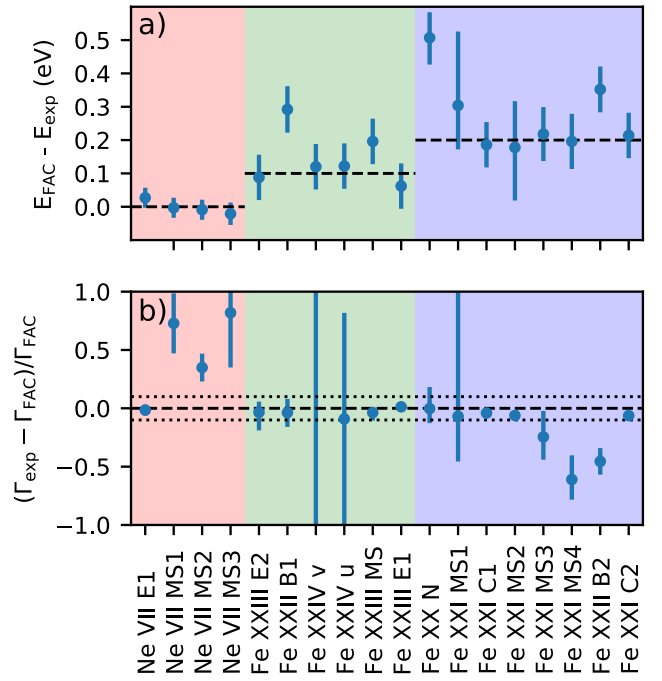 a)
E_FAC - E_exp (eV)
0.5
0.4
0.3
0.2
0.1
0.0
b)
(Γ_exp − Γ_FAC)/Γ_FAC
1.0
0.5
0.0
−0.5
−1.0
Ne VII E1
Ne VII MS1
Ne VII MS2
Ne VII MS3
Fe XXIII E2
Fe XXII B1
Fe XXIV v
Fe XXIV u
Fe XXIII MS
Fe XXIII E1
Fe XX N
Fe XXI MS1
Fe XXI C1
Fe XXI MS2
Fe XXI MS3
Fe XXI MS4
Fe XXII B2
Fe XXI C2